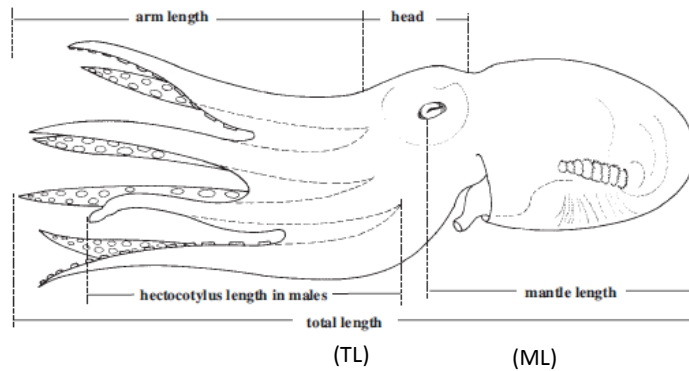 arm length
head
hectocotylus length in males
mantle length
total length
(TL)
(ML)